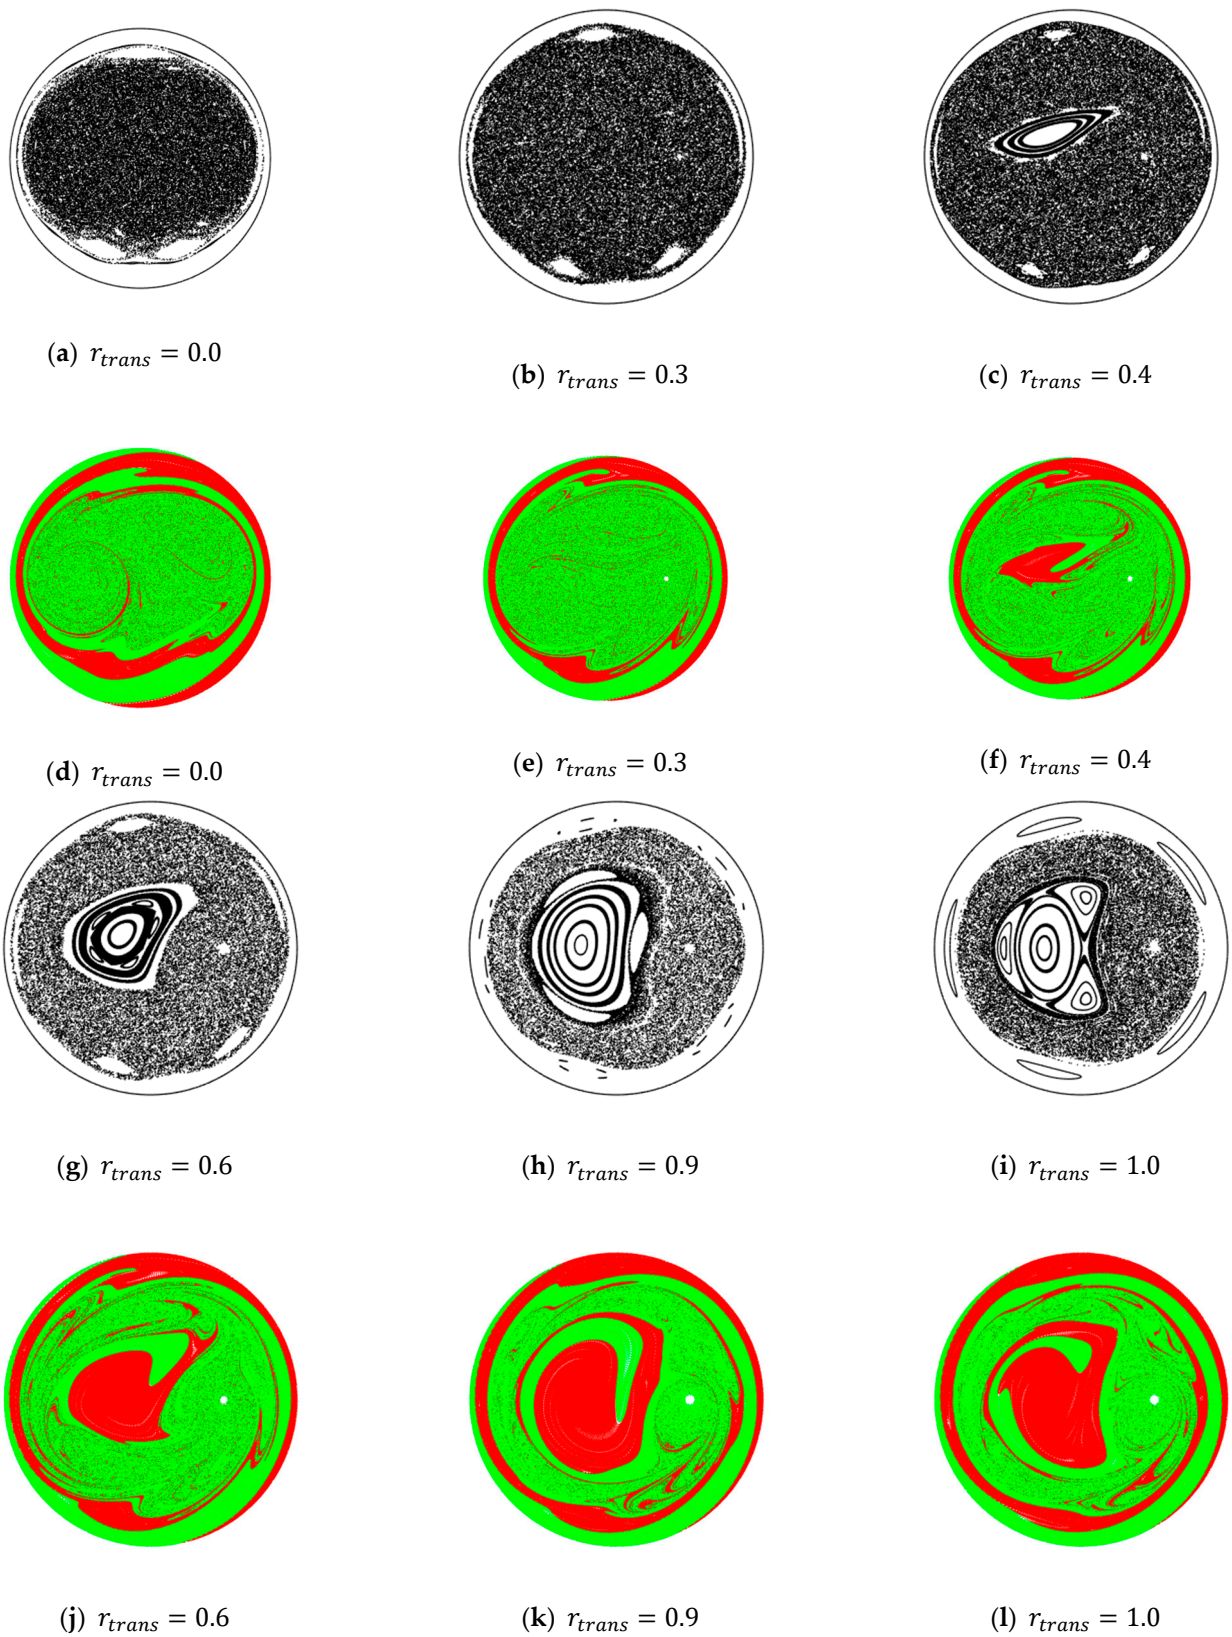 (a) r_trans = 0.0
(b) r_trans = 0.3
(c) r_trans = 0.4
(d) r_trans = 0.0
(e) r_trans = 0.3
(f) r_trans = 0.4
(g) r_trans = 0.6
(h) r_trans = 0.9
(i) r_trans = 1.0
(j) r_trans = 0.6
(k) r_trans = 0.9
(l) r_trans = 1.0